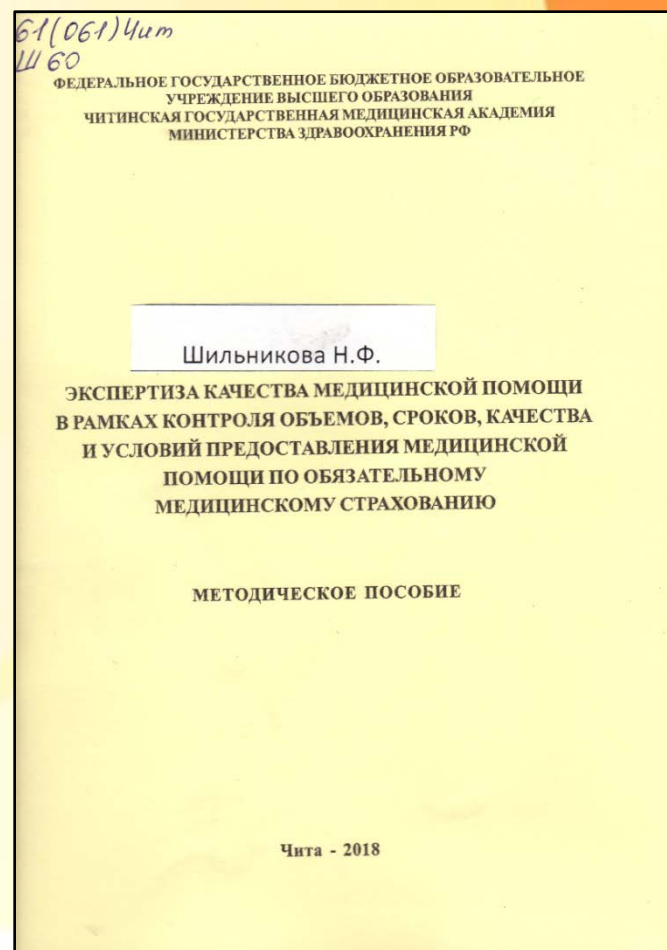 61(061)Чит
Ш 60
ФЕДЕРАЛЬНОЕ ГОСУДАРСТВЕННОЕ БЮДЖЕТНОЕ ОБРАЗОВАТЕЛЬНОЕ
УЧРЕЖДЕНИЕ ВЫСШЕГО ОБРАЗОВАНИЯ
ЧИТИНСКАЯ ГОСУДАРСТВЕННАЯ МЕДИЦИНСКАЯ АКАДЕМИЯ
МИНИСТЕРСТВА ЗДРАВООХРАНЕНИЯ РФ
Шильникова Н.Ф.
ЭКСПЕРТИЗА КАЧЕСТВА МЕДИЦИНСКОЙ ПОМОЩИ
В РАМКАХ КОНТРОЛЯ ОБЪЕМОВ, СРОКОВ, КАЧЕСТВА
И УСЛОВИЙ ПРЕДОСТАВЛЕНИЯ МЕДИЦИНСКОЙ
ПОМОЩИ ПО ОБЯЗАТЕЛЬНОМУ
МЕДИЦИНСКОМУ СТРАХОВАНИЮ
МЕТОДИЧЕСКОЕ ПОСОБИЕ
Чита - 2018